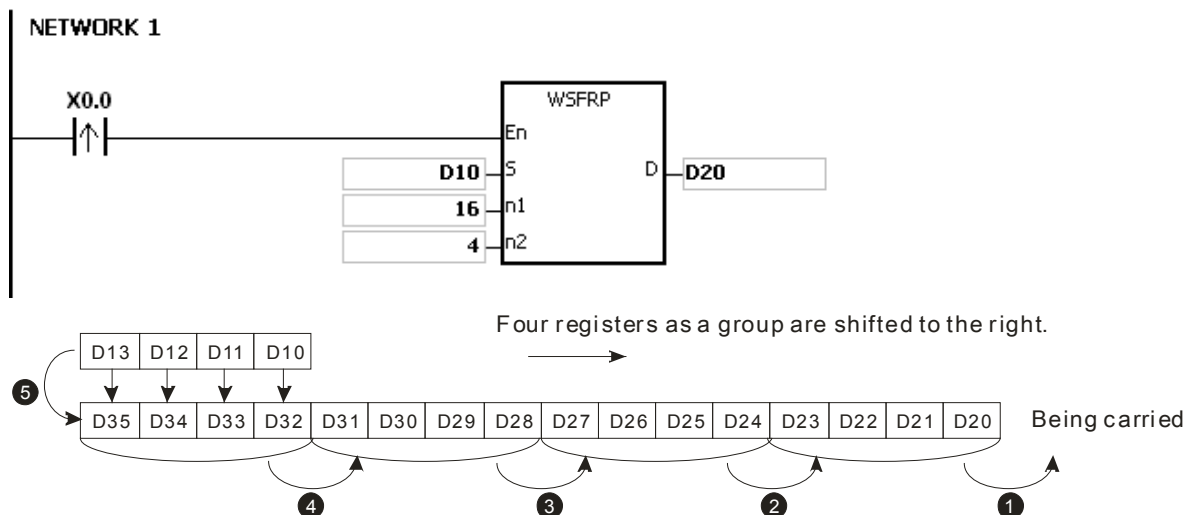 NETWORK 1
X0.0
WSFRP
En
D10 S D D20
16 n1
4 n2
Four registers as a group are shifted to the right.
D13 D12 D11 D10
5
D35 D34 D33 D32 D31 D30 D29 D28 D27 D26 D25 D24 D23 D22 D21 D20 Being carried
4 3 2 1